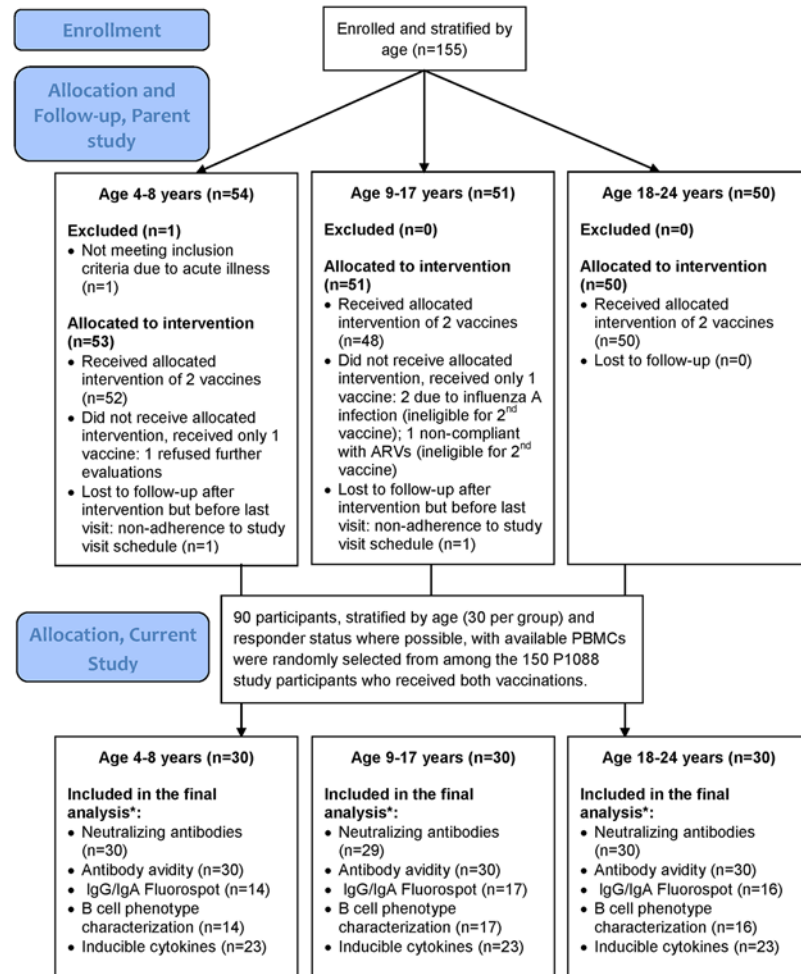 Enrollment
Enrolled and stratified by
age (n=155)
Allocation and
Follow-up, Parent
study
Age 4-8 years (n=54)
Excluded (n=1)
• Not meeting inclusion
criteria due to acute illness
(n=1)
Allocated to intervention
(n=53)
• Received allocated
intervention of 2 vaccines
(n=52)
• Did not receive allocated
intervention, received only 1
vaccine: 1 refused further
evaluations
• Lost to follow-up after
intervention but before last
visit: non-adherence to study
visit schedule (n=1)
Age 9-17 years (n=51)
Excluded (n=0)
Allocated to intervention
(n=51)
• Received allocated
intervention of 2 vaccines
(n=48)
• Did not receive allocated
intervention, received only 1
vaccine: 2 due to influenza A
infection (ineligible for 2nd
vaccine); 1 non-compliant
with ARVs (ineligible for 2nd
vaccine)
• Lost to follow-up after
intervention but before last
visit: non-adherence to study
visit schedule (n=1)
Age 18-24 years (n=50)
Excluded (n=0)
Allocated to intervention
(n=50)
• Received allocated
intervention of 2 vaccines
(n=50)
• Lost to follow-up (n=0)
Allocation, Current
Study
90 participants, stratified by age (30 per group) and
responder status where possible, with available PBMCs
were randomly selected from among the 150 P1088
study participants who received both vaccinations.
Age 4-8 years (n=30)
Included in the final
analysis*:
• Neutralizing antibodies
(n=30)
• Antibody avidity (n=30)
• IgG/IgA Fluorospot (n=14)
• B cell phenotype
characterization (n=14)
• Inducible cytokines (n=23)
Age 9-17 years (n=30)
Included in the final
analysis*:
• Neutralizing antibodies
(n=29)
• Antibody avidity (n=30)
• IgG/IgA Fluorospot (n=17)
• B cell phenotype
characterization (n=17)
• Inducible cytokines (n=23)
Age 18-24 years (n=30)
Included in the final
analysis*:
• Neutralizing antibodies
(n=30)
• Antibody avidity (n=30)
• IgG/IgA Fluorospot (n=16)
• B cell phenotype
characterization (n=16)
• Inducible cytokines (n=23)